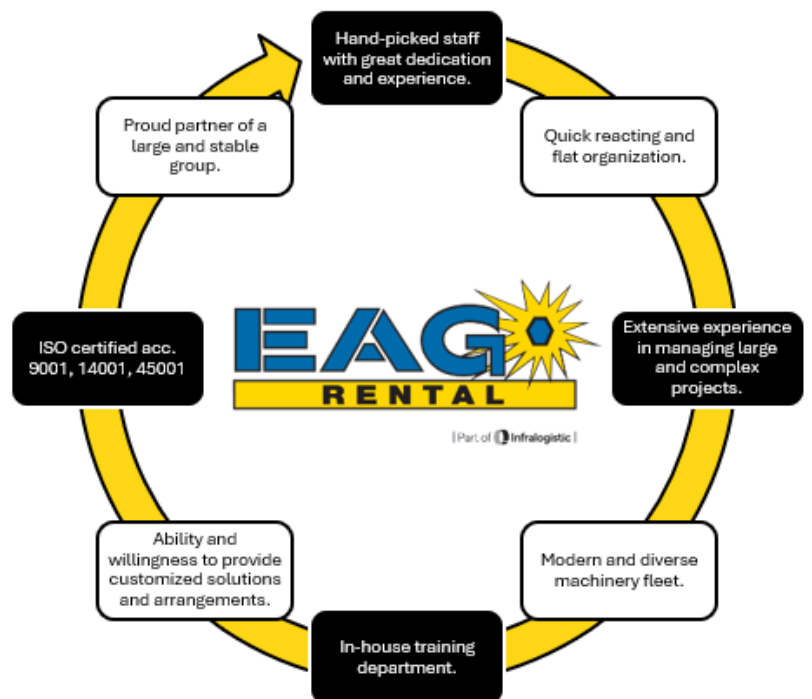 Hand-picked staff
with great dedication
and experience.
Quick reacting and
flat organization.
Extensive experience
in managing large
and complex
projects.
Modern and diverse
machinery fleet.
In-house training
department.
Ability and
willingness to provide
customized solutions
and arrangements.
ISO certified acc.
9001, 14001, 45001
Proud partner of a
large and stable
group.
EAG
RENTAL
|Part of Infralogistic|